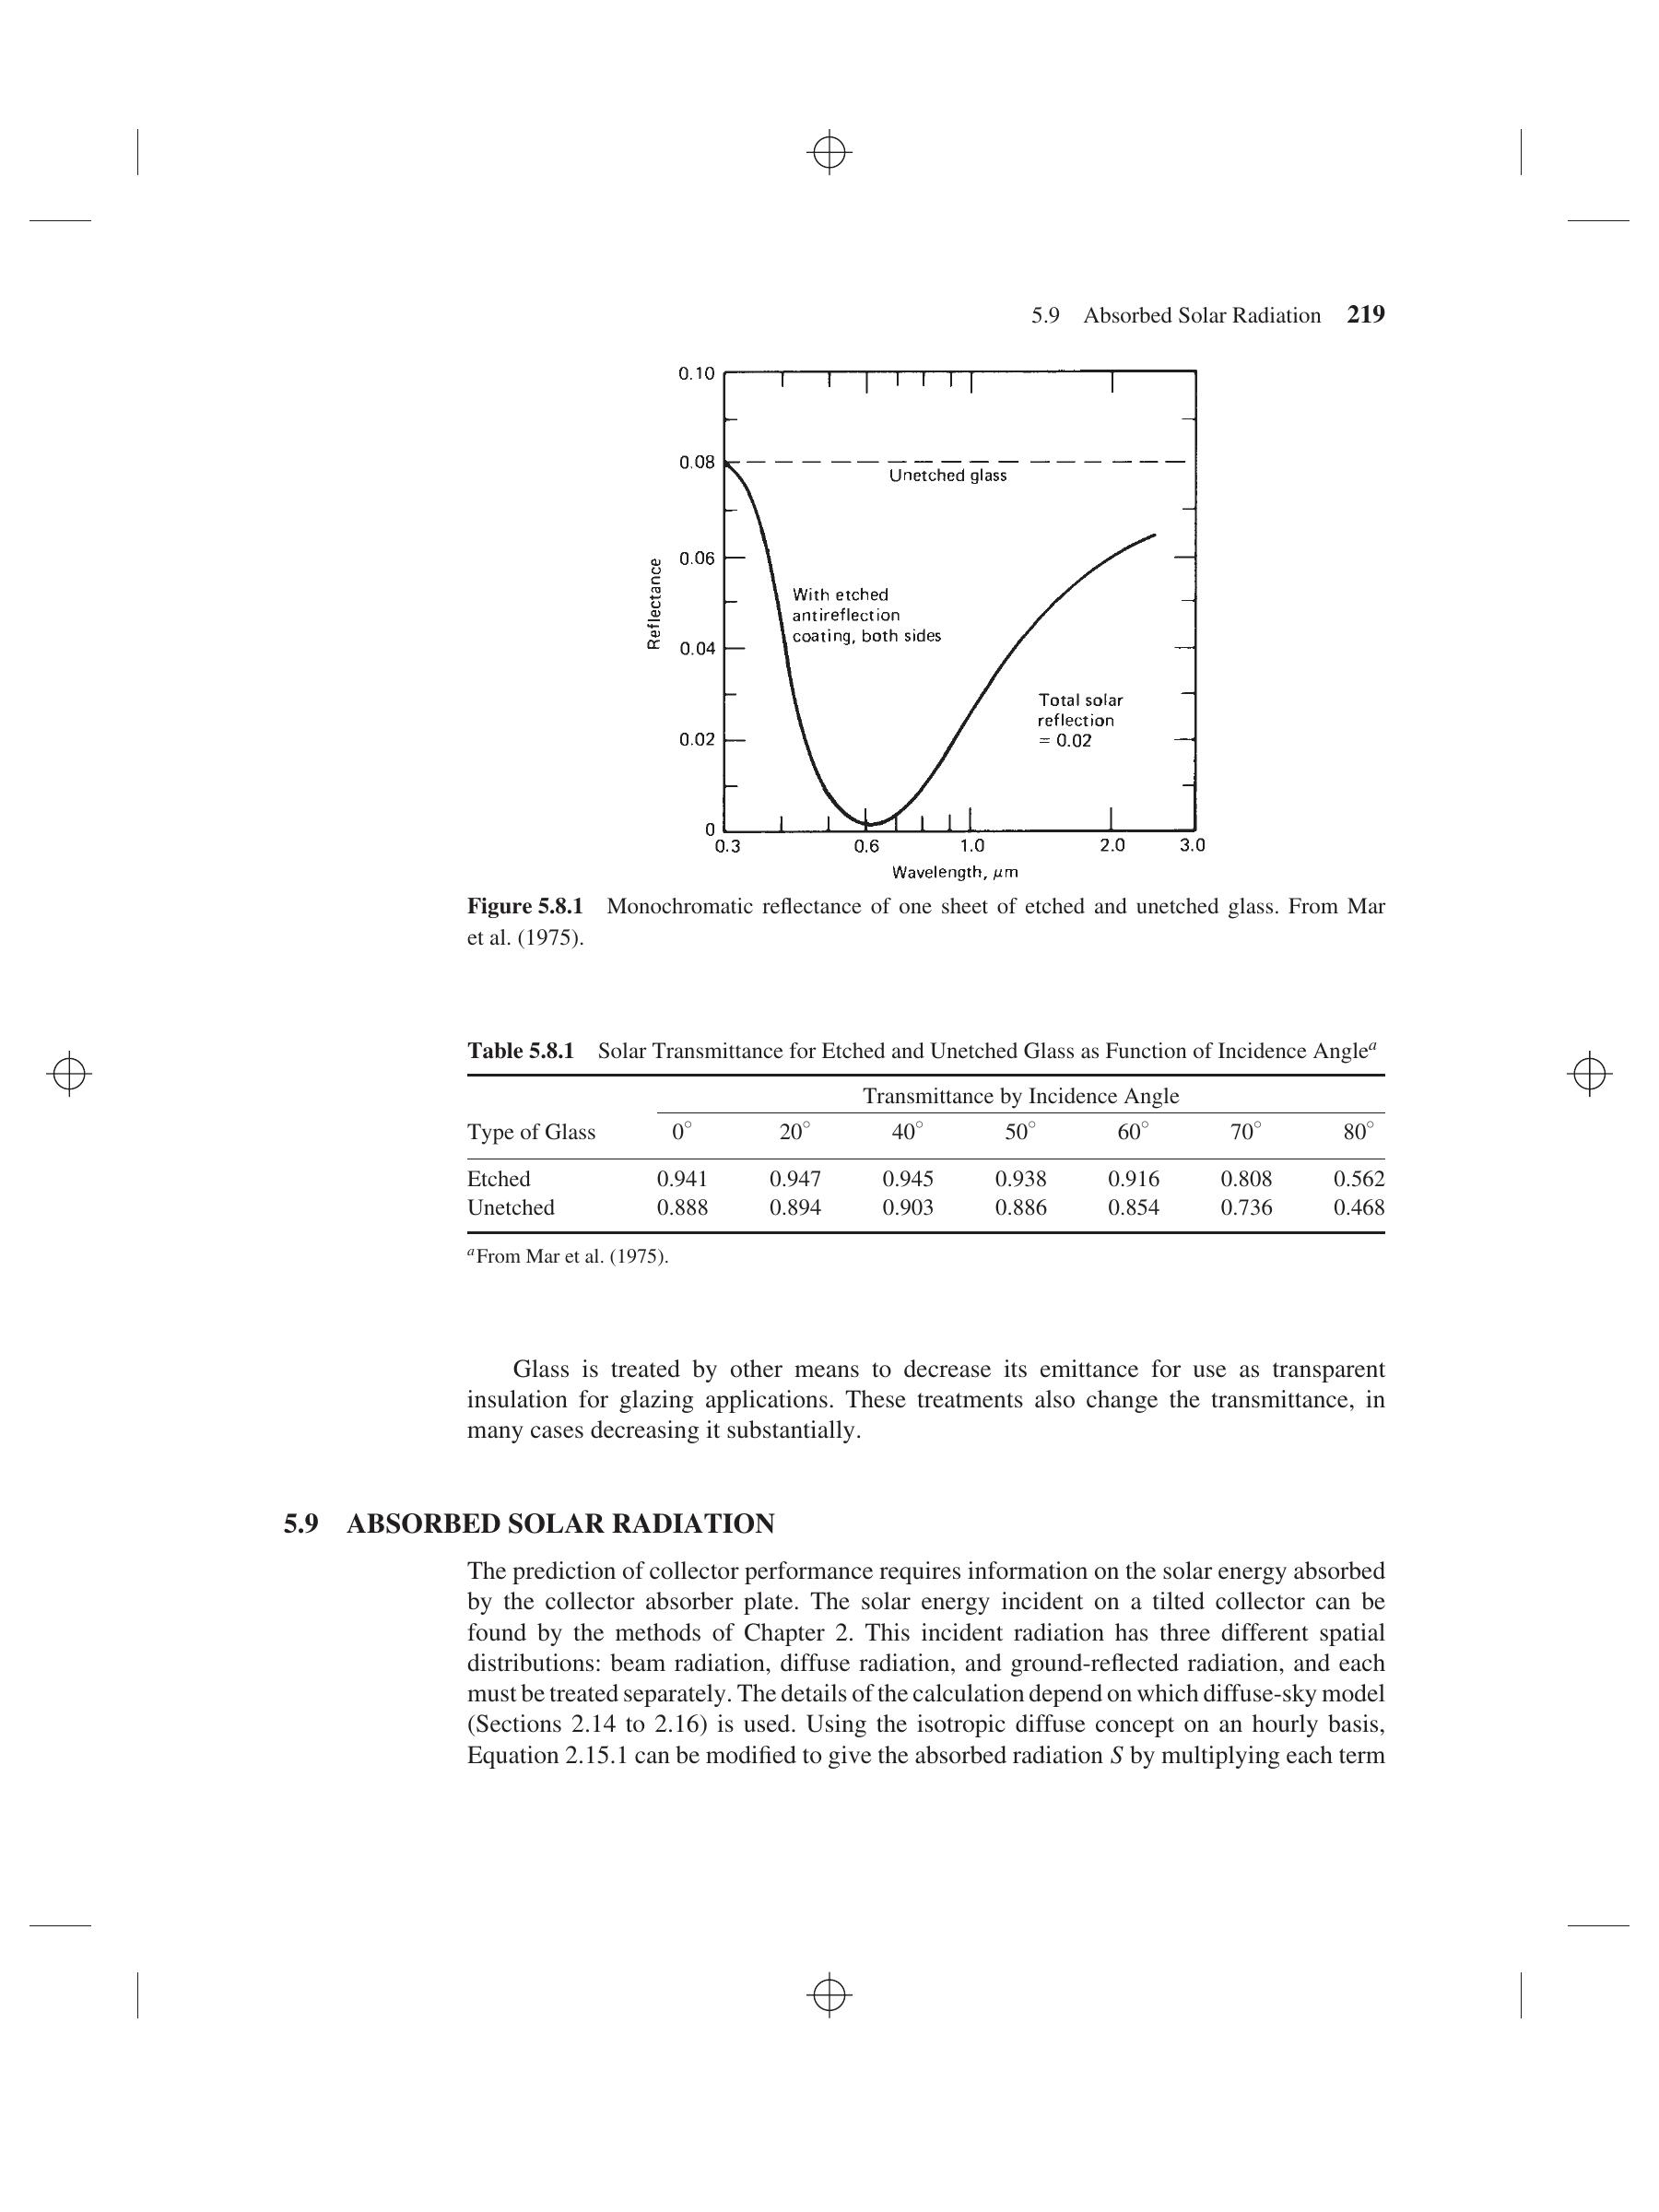 5.9 Absorbed Solar Radiation 219
0.10
0.08
Unetched glass
0.06
With etched
antireflection
coating, both sides
Reflectance
0.04
Total solar
reflection
= 0.02
0.02
0
0.3 0.6 1.0 2.0 3.0
Wavelength, μm
Figure 5.8.1 Monochromatic reflectance of one sheet of etched and unetched glass. From Mar
et al. (1975).
Table 5.8.1 Solar Transmittance for Etched and Unetched Glass as Function of Incidence Angleᵃ
Transmittance by Incidence Angle
Type of Glass 0° 20° 40° 50° 60° 70° 80°
Etched 0.941 0.947 0.945 0.938 0.916 0.808 0.562
Unetched 0.888 0.894 0.903 0.886 0.854 0.736 0.468
ᵃFrom Mar et al. (1975).
Glass is treated by other means to decrease its emittance for use as transparent
insulation for glazing applications. These treatments also change the transmittance, in
many cases decreasing it substantially.
5.9 ABSORBED SOLAR RADIATION
The prediction of collector performance requires information on the solar energy absorbed
by the collector absorber plate. The solar energy incident on a tilted collector can be
found by the methods of Chapter 2. This incident radiation has three different spatial
distributions: beam radiation, diffuse radiation, and ground-reflected radiation, and each
must be treated separately. The details of the calculation depend on which diffuse-sky model
(Sections 2.14 to 2.16) is used. Using the isotropic diffuse concept on an hourly basis,
Equation 2.15.1 can be modified to give the absorbed radiation S by multiplying each term